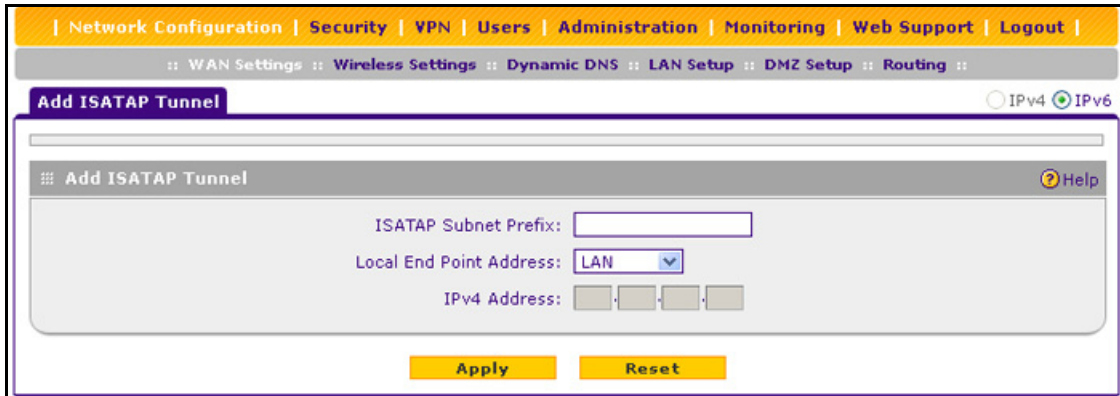 | Network Configuration | Security | VPN | Users | Administration | Monitoring | Web Support | Logout |
:: WAN Settings :: Wireless Settings :: Dynamic DNS :: LAN Setup :: DMZ Setup :: Routing ::
Add ISATAP Tunnel IPv4 IPv6
Add ISATAP Tunnel ? Help
ISATAP Subnet Prefix:
Local End Point Address: LAN
IPv4 Address: . . .
Apply Reset